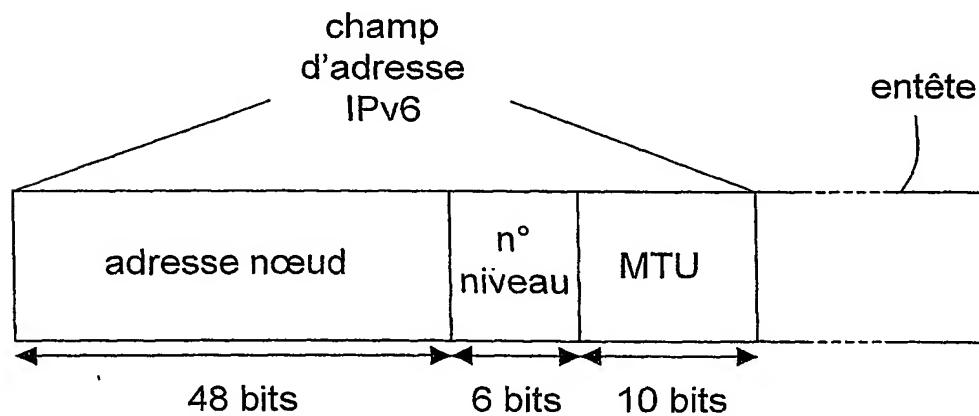 champ
d'adresse
IPv6
entête
adresse nœud
n°
niveau
MTU
48 bits
6 bits
10 bits